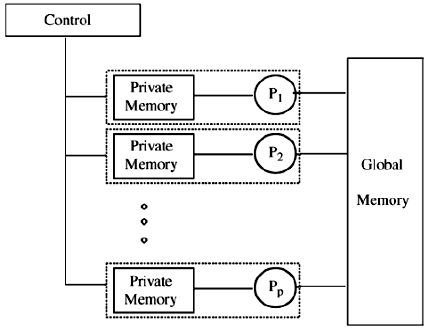 Control
Private
Memory
P1
Private
Memory
P2
Global
Memory
Private
Memory
Pp